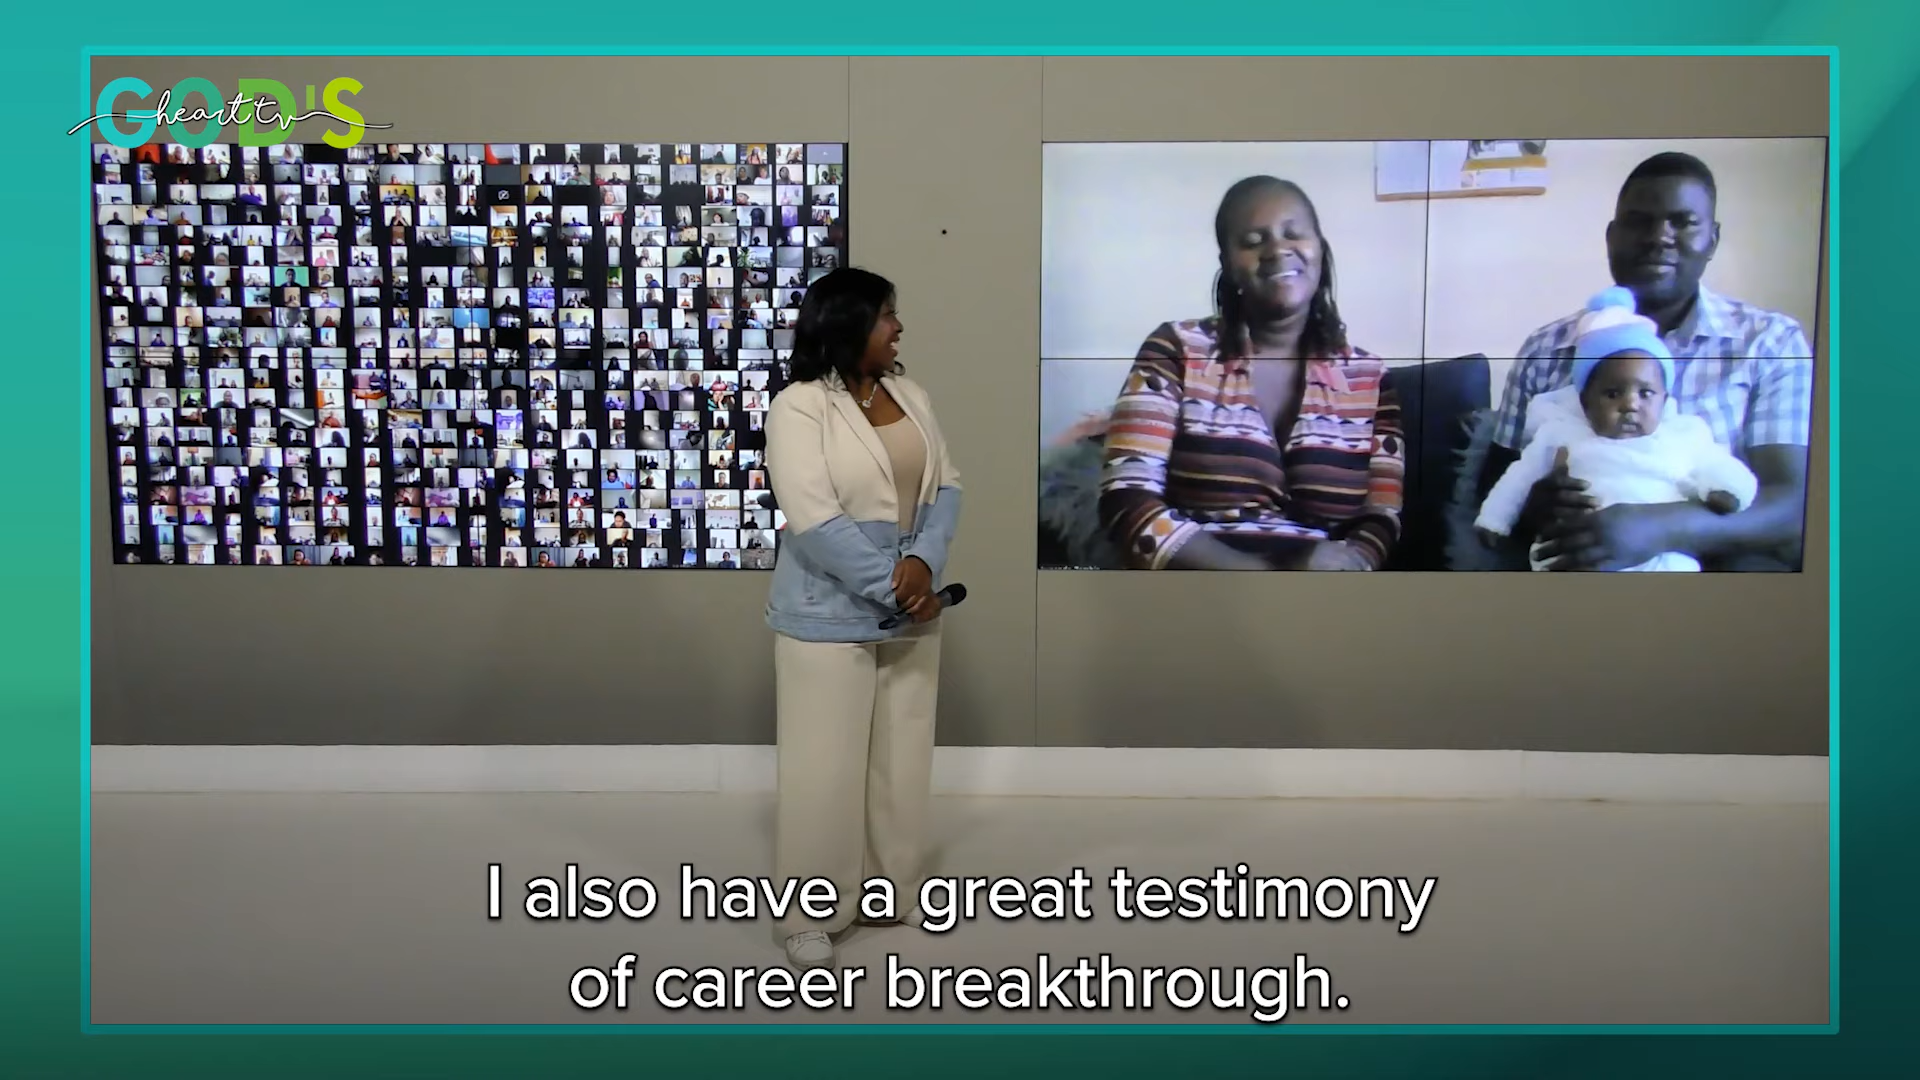 GOD'S
heart tv
I also have a great testimony
of career breakthrough.